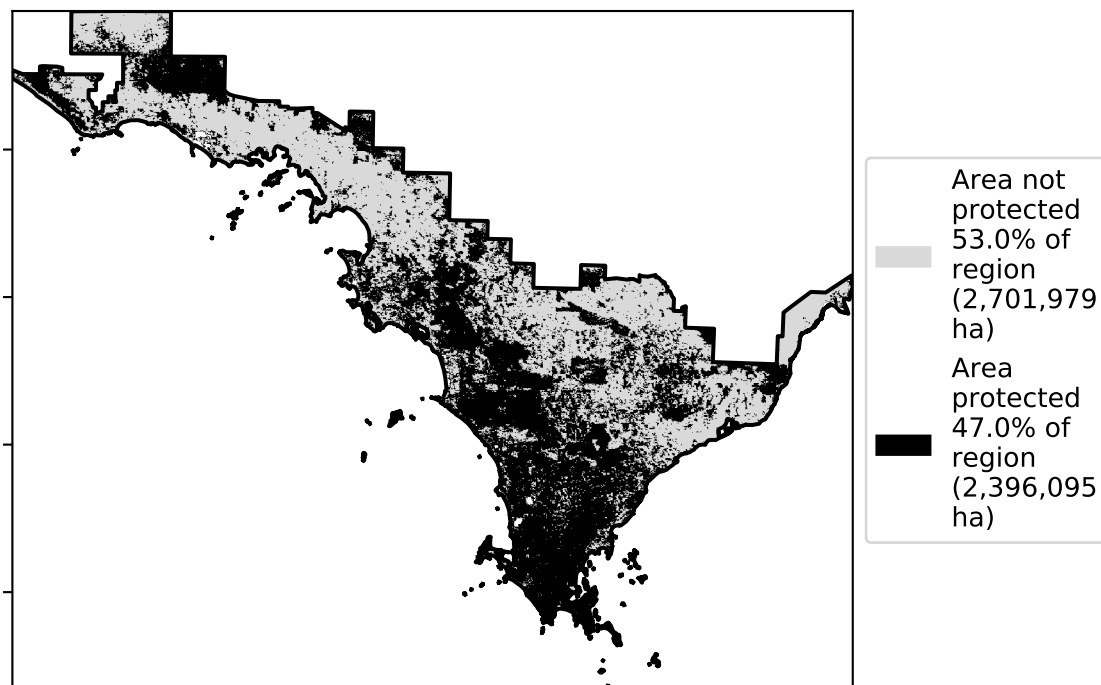 Area not
protected
53.0% of
region
(2,701,979
ha)
Area
protected
47.0% of
region
(2,396,095
ha)